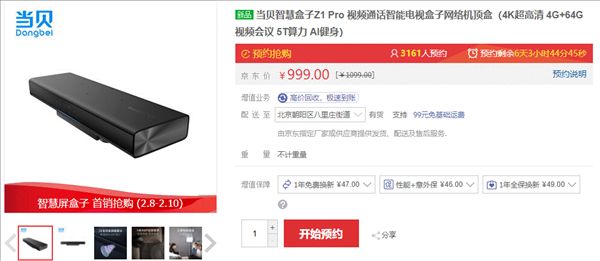 当贝
Dangbei
智慧屏盒子 首销抢购 (2.8-2.10)
新品 当贝智慧盒子Z1 Pro 视频通话智能电视盒子网络机顶盒（4K超高清 4G+64G
视频会议 5T算力 AI健身）
预约抢购 3161人预约 预约剩余6天3小时44分45秒
京东价 ￥999.00 [￥1099.00] 预约说明
增值业务 高价回收，极速到账
配送至 北京朝阳区八里庄街道 有货 支持 99元免基础运费
由京东指定厂家或供应商提供发货、配送及售后服务.
重量 不计重量
增值保障 1年免费换新 ￥47.00 性能+意外保 ￥46.00 1年全保换新 ￥49.00
?
1 + - 开始预约 分享